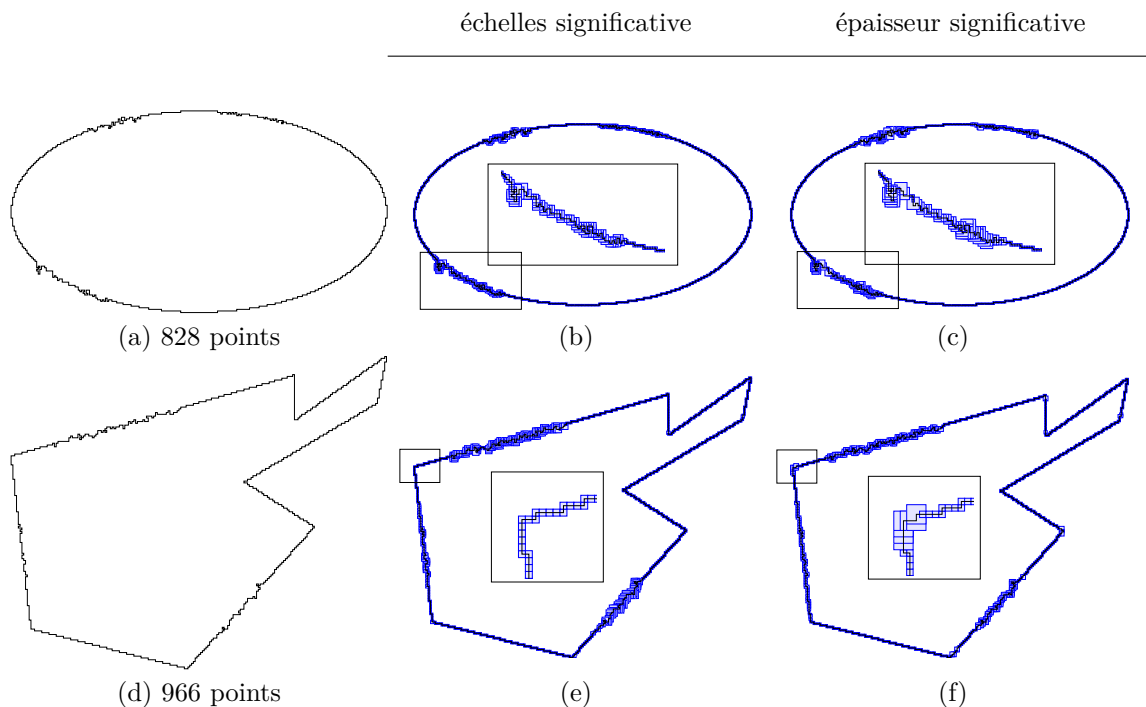 échelles significative épaisseur significative
(a) 828 points (b) (c)
(d) 966 points (e) (f)